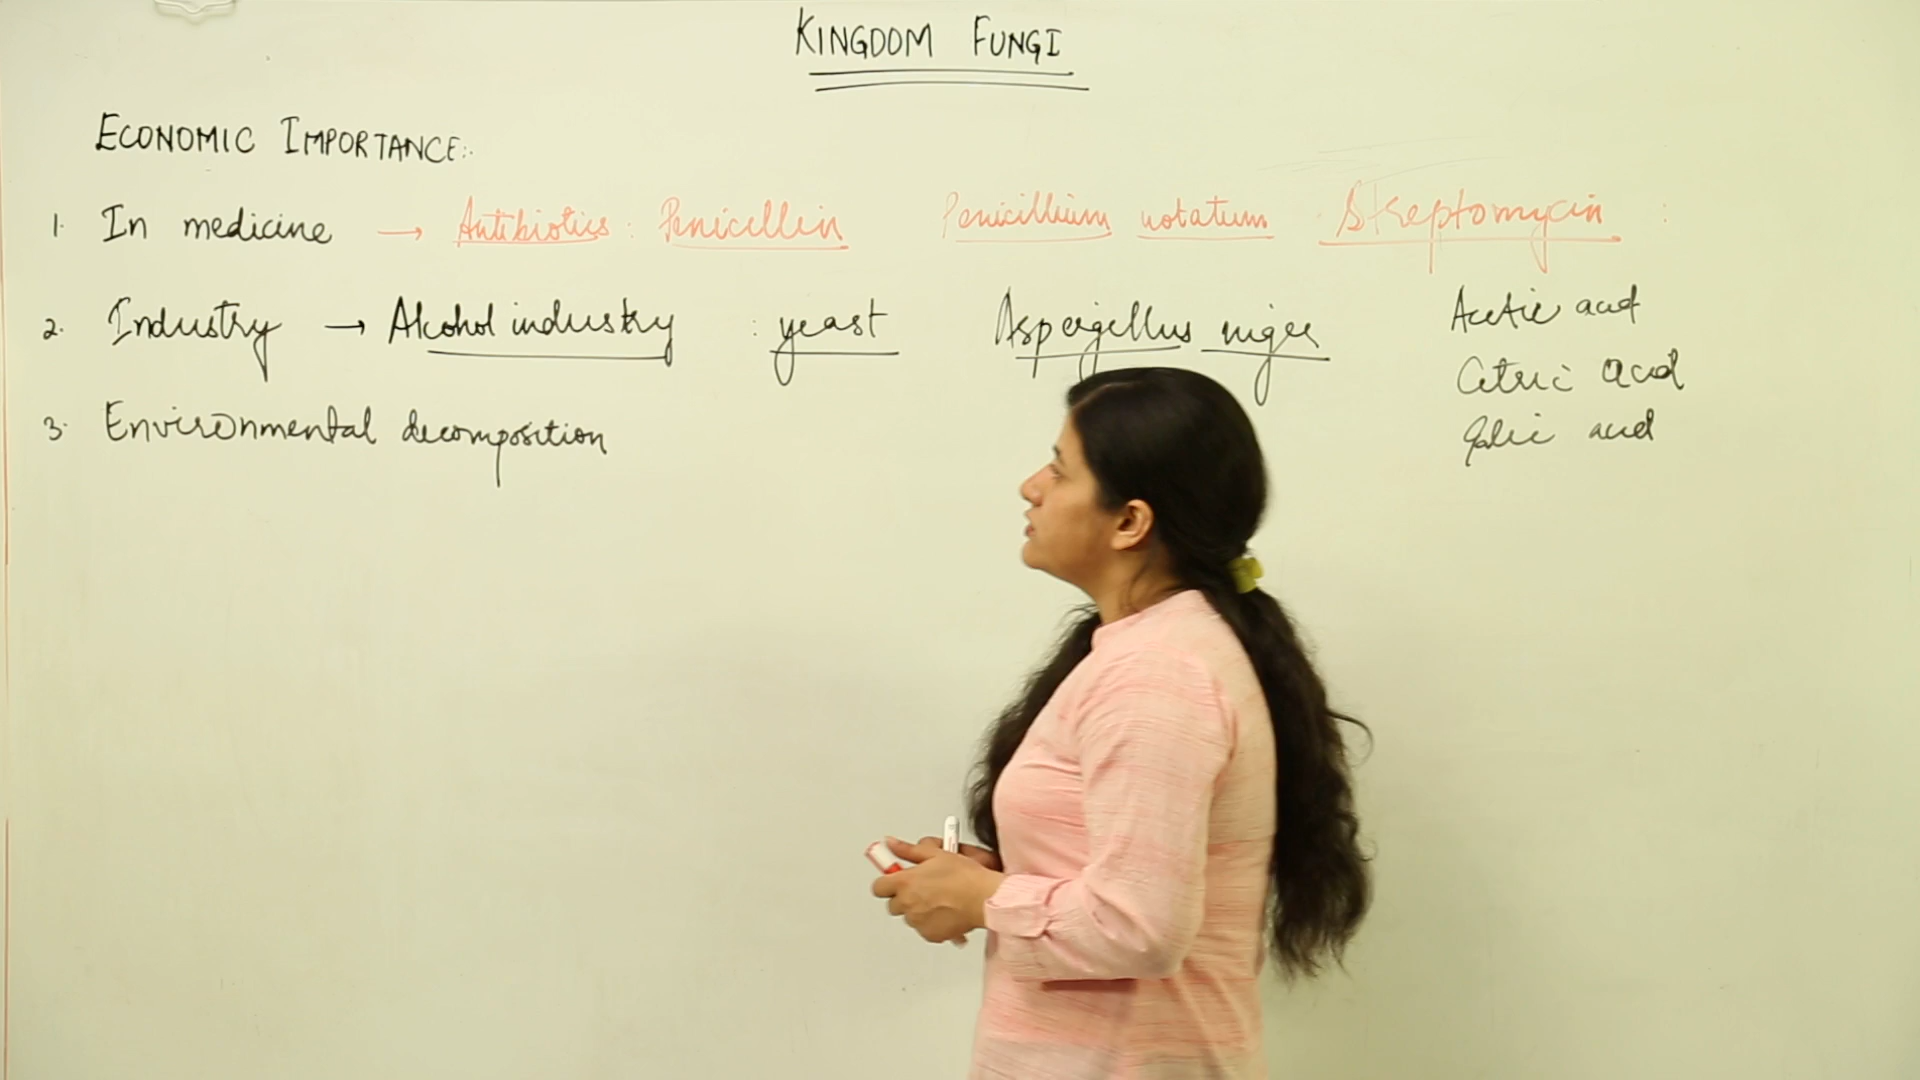 KINGDOM FUNGI
ECONOMIC IMPORTANCE:
1. In medicine → Antibiotics : Penicillin Penicillium notatum Streptomycin :
2. Industry → Alcohol industry : yeast Aspergillus niger Acetic acid
Citric Acid
Galic acid
3. Environmental decomposition